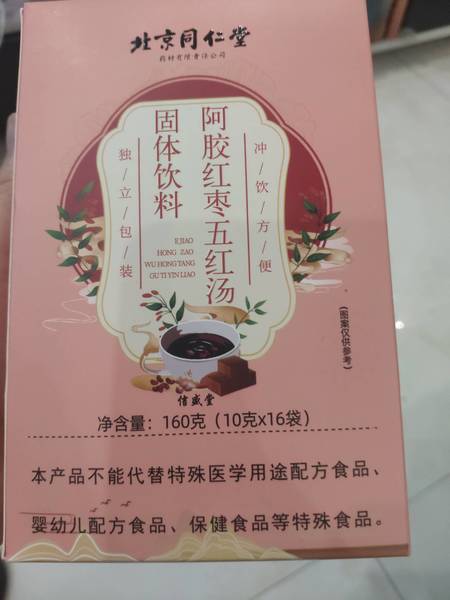 北京同仁堂
药材有限责任公司
冲/饮/方/便
阿胶红枣五红汤
固体饮料
EJIAO
HONG ZAO
WU HONG TANG
GU TI YIN LIAO
独/立/包/装
(图案仅供参考)
信盛堂
净含量：160克（10克x16袋）
本产品不能代替特殊医学用途配方食品、
婴幼儿配方食品、保健食品等特殊食品。